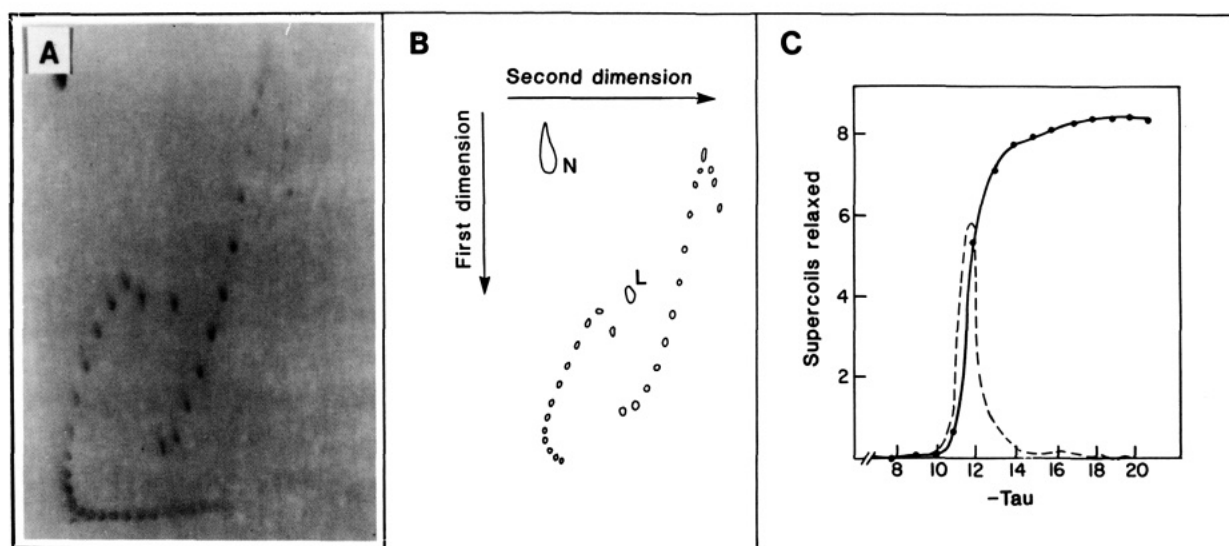 A
B
Second dimension
First dimension
N
L
C
Supercoils relaxed
8
6
4
2
8 10 12 14 16 18 20
-Tau